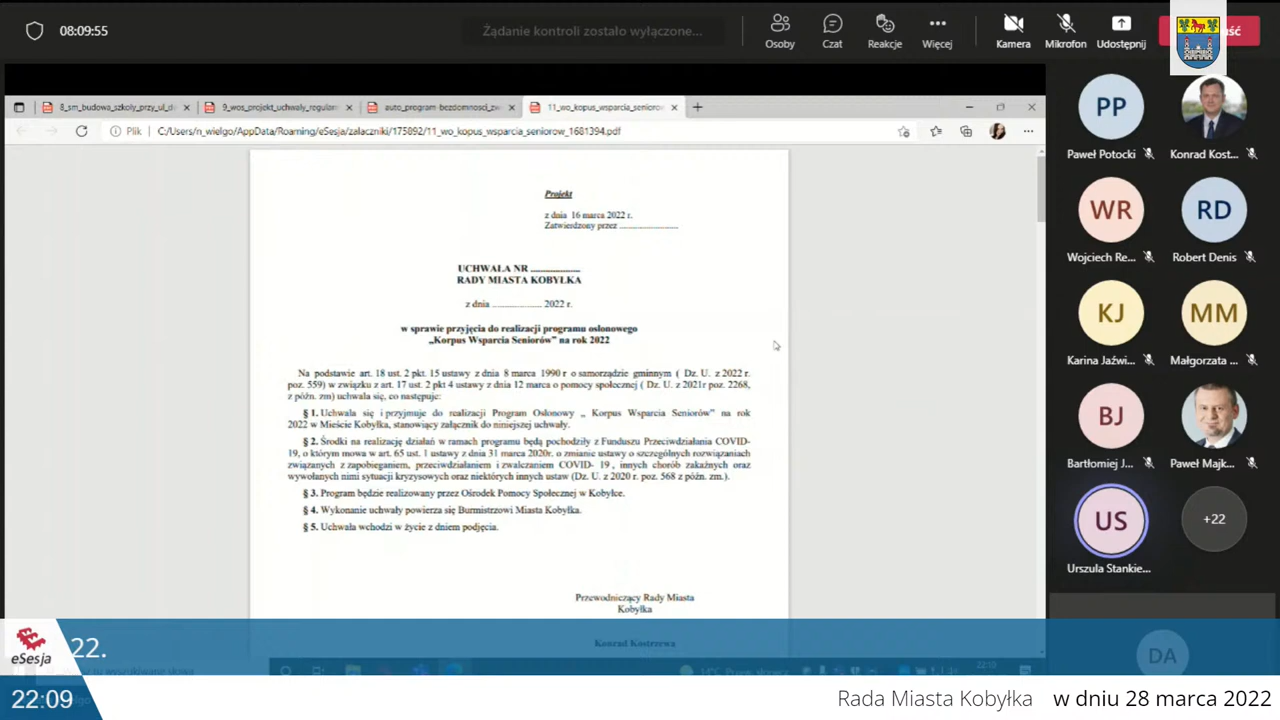 08:09:55
Żądanie kontroli zostało wyłączone...
Osoby
Czat
Reakcje
Więcej
Kamera
Mikrofon
Udostępnij
8_sm_budowa_szkoly_przy_ul_d
9_wos_projekt_uchwaly_regulan
auto_program-bezdomnosci_zw
11_wo_kopus_wsparcia_seniorow
Plik
C:/Users/n_wielgo/AppData/Roaming/eSesja/zalaczniki/175892/11_wo_kopus_wsparcia_seniorow_1681394.pdf
Projekt
z dnia 16 marca 2022 r.
Zatwierdzony przez ....................
UCHWAŁA NR ....................
RADY MIASTA KOBYŁKA
z dnia .................... 2022 r.
w sprawie przyjęcia do realizacji programu osłonowego
„Korpus Wsparcia Seniorów” na rok 2022
Na podstawie art. 18 ust. 2 pkt. 15 ustawy z dnia 8 marca 1990 r o samorządzie gminnym ( Dz. U. z 2022 r.
poz. 559) w związku z art. 17 ust. 2 pkt 4 ustawy z dnia 12 marca o pomocy społecznej ( Dz. U. z 2021r poz. 2268,
z późn. zm) uchwala się, co następuje:
§ 1. Uchwala się i przyjmuje do realizacji Program Osłonowy „ Korpus Wsparcia Seniorów” na rok
2022 w Mieście Kobyłka, stanowiący załącznik do niniejszej uchwały.
§ 2. Środki na realizację działań w ramach programu będą pochodziły z Funduszu Przeciwdziałania COVID-
19, o którym mowa w art. 65 ust. 1 ustawy z dnia 31 marca 2020r. o zmianie ustawy o szczególnych rozwiązaniach
związanych z zapobieganiem, przeciwdziałaniem i zwalczaniem COVID- 19 , innych chorób zakaźnych oraz
wywołanych nimi sytuacji kryzysowych oraz niektórych innych ustaw (Dz. U. z 2020 r. poz. 568 z późn. zm.).
§ 3. Program będzie realizowany przez Ośrodek Pomocy Społecznej w Kobyłce.
§ 4. Wykonanie uchwały powierza się Burmistrzowi Miasta Kobyłka.
§ 5. Uchwała wchodzi w życie z dniem podjęcia.
Przewodniczący Rady Miasta
Kobyłka
Konrad Kostrzewa
PP
Paweł Potocki
Konrad Kost...
WR
Wojciech Re...
RD
Robert Denis
KJ
Karina Jaźwi...
MM
Małgorzata ...
BJ
Bartłomiej J...
Paweł Majk...
US
Urszula Stankie...
+22
DA
eSesja
22.
22:09
Rada Miasta Kobyłka
w dniu 28 marca 2022